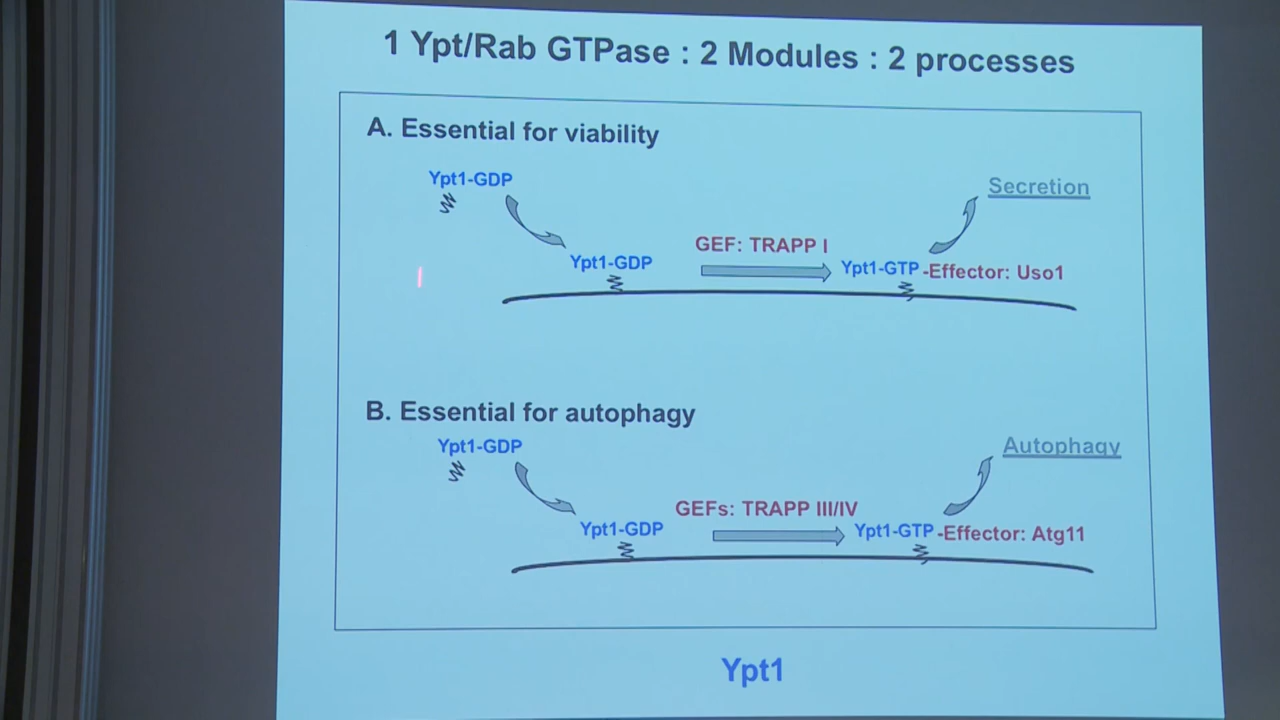 1 Ypt/Rab GTPase : 2 Modules : 2 processes
A. Essential for viability
Ypt1-GDP
Secretion
GEF: TRAPP I
Ypt1-GDP
Ypt1-GTP -Effector: Uso1
B. Essential for autophagy
Ypt1-GDP
Autophagy
GEFs: TRAPP III/IV
Ypt1-GDP
Ypt1-GTP -Effector: Atg11
Ypt1